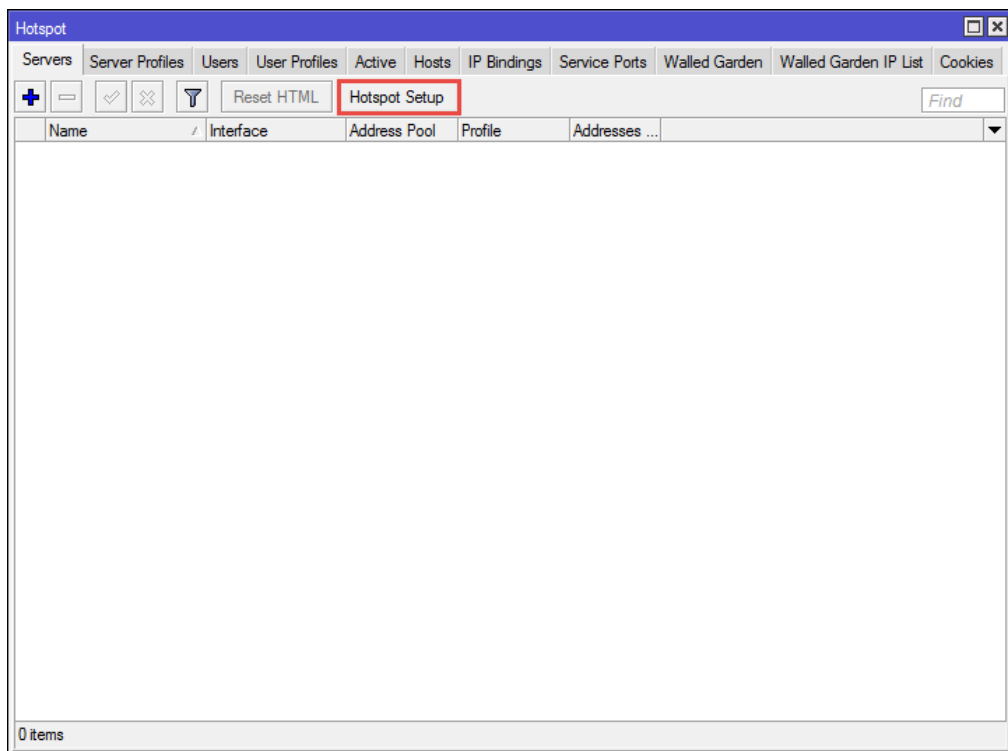 Hotspot
Servers Server Profiles Users User Profiles Active Hosts IP Bindings Service Ports Walled Garden Walled Garden IP List Cookies
Reset HTML Hotspot Setup Find
Name Interface Address Pool Profile Addresses ...
0 items